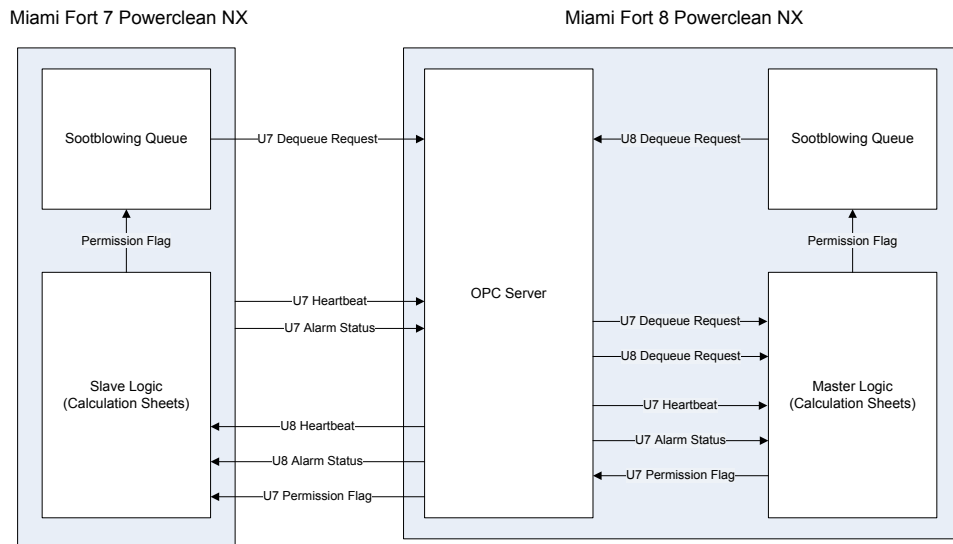 Miami Fort 7 Powerclean NX
Miami Fort 8 Powerclean NX
Sootblowing Queue
U7 Dequeue Request
U8 Dequeue Request
Sootblowing Queue
Permission Flag
Permission Flag
Slave Logic
(Calculation Sheets)
U7 Heartbeat
U7 Alarm Status
U8 Heartbeat
U8 Alarm Status
U7 Permission Flag
OPC Server
U7 Dequeue Request
U8 Dequeue Request
U7 Heartbeat
U7 Alarm Status
U7 Permission Flag
Master Logic
(Calculation Sheets)